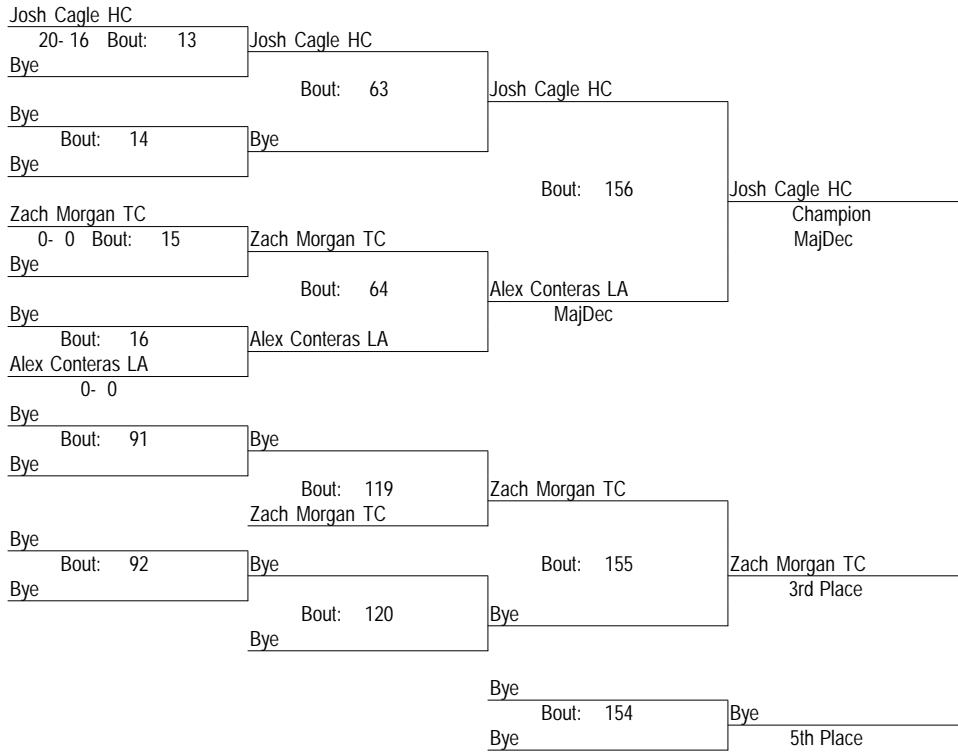 Josh Cagle HC
20- 16 Bout: 13
Josh Cagle HC
Bye
Bout: 63
Josh Cagle HC
Bye
Bout: 14
Bye
Bye
Bout: 156
Josh Cagle HC
Zach Morgan TC
Champion
0- 0 Bout: 15
Zach Morgan TC
MajDec
Bye
Bout: 64
Alex Conteras LA
Bye
MajDec
Bout: 16
Alex Conteras LA
Alex Conteras LA
0- 0
Bye
Bout: 91
Bye
Bye
Bout: 119
Zach Morgan TC
Zach Morgan TC
Bye
Bout: 92
Bye
Bout: 155
Zach Morgan TC
Bye
3rd Place
Bout: 120
Bye
Bye
Bye
Bout: 154
Bye
Bye
5th Place